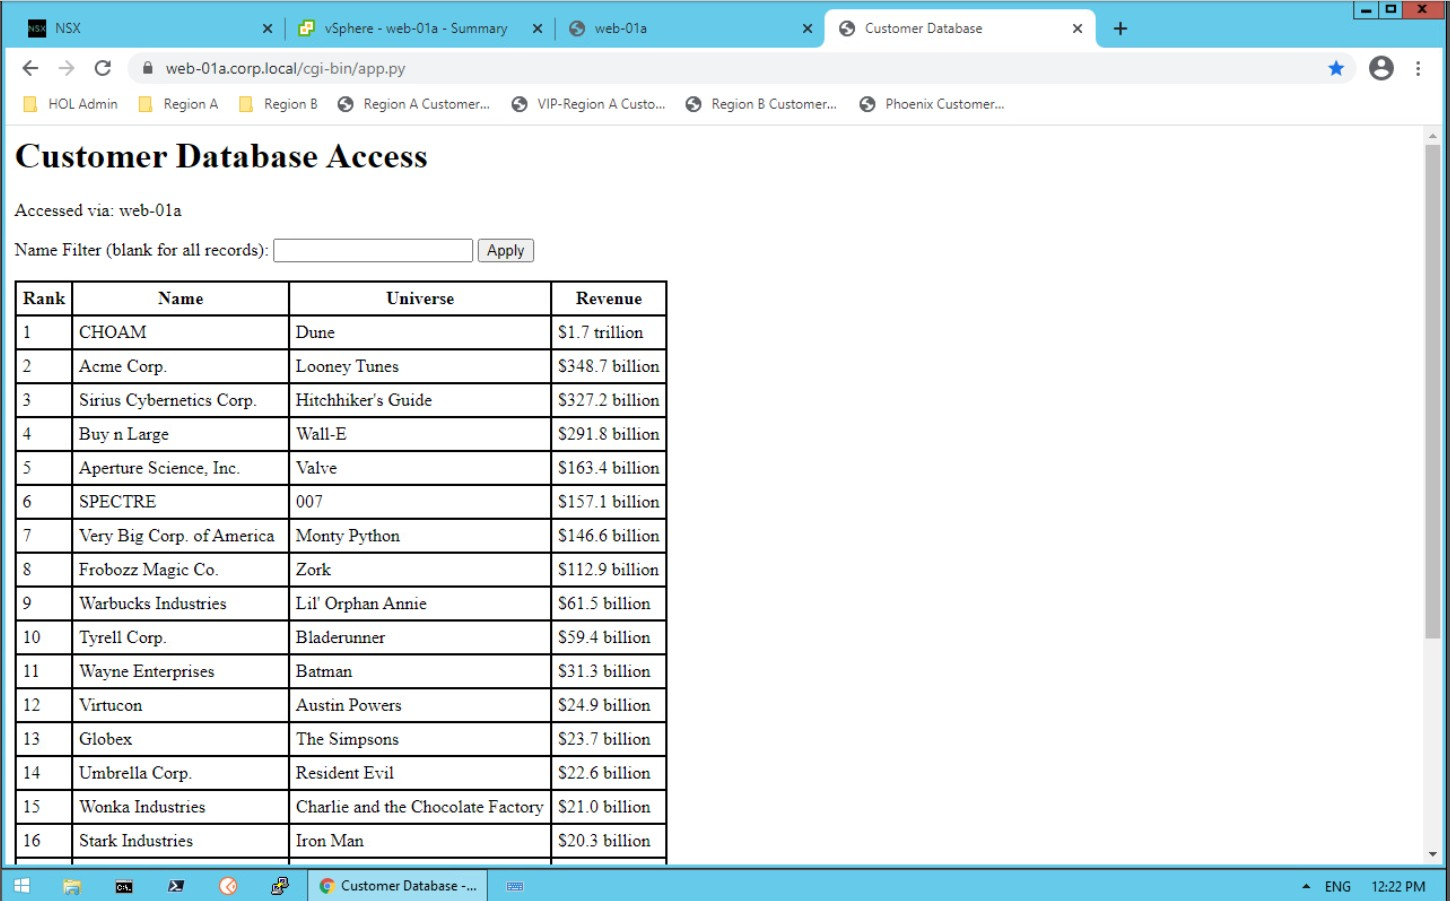 NSX NSX vSphere - web-01a - Summary web-01a Customer Database
web-01a.corp.local/cgi-bin/app.py
HOL Admin Region A Region B Region A Customer... VIP-Region A Custo... Region B Customer... Phoenix Customer...
Customer Database Access
Accessed via: web-01a
Name Filter (blank for all records): Apply
Rank Name Universe Revenue
1 CHOAM Dune $1.7 trillion
2 Acme Corp. Looney Tunes $348.7 billion
3 Sirius Cybernetics Corp. Hitchhiker's Guide $327.2 billion
4 Buy n Large Wall-E $291.8 billion
5 Aperture Science, Inc. Valve $163.4 billion
6 SPECTRE 007 $157.1 billion
7 Very Big Corp. of America Monty Python $146.6 billion
8 Frobozz Magic Co. Zork $112.9 billion
9 Warbucks Industries Lil' Orphan Annie $61.5 billion
10 Tyrell Corp. Bladerunner $59.4 billion
11 Wayne Enterprises Batman $31.3 billion
12 Virtucon Austin Powers $24.9 billion
13 Globex The Simpsons $23.7 billion
14 Umbrella Corp. Resident Evil $22.6 billion
15 Wonka Industries Charlie and the Chocolate Factory $21.0 billion
16 Stark Industries Iron Man $20.3 billion
Customer Database -... ENG 12:22 PM